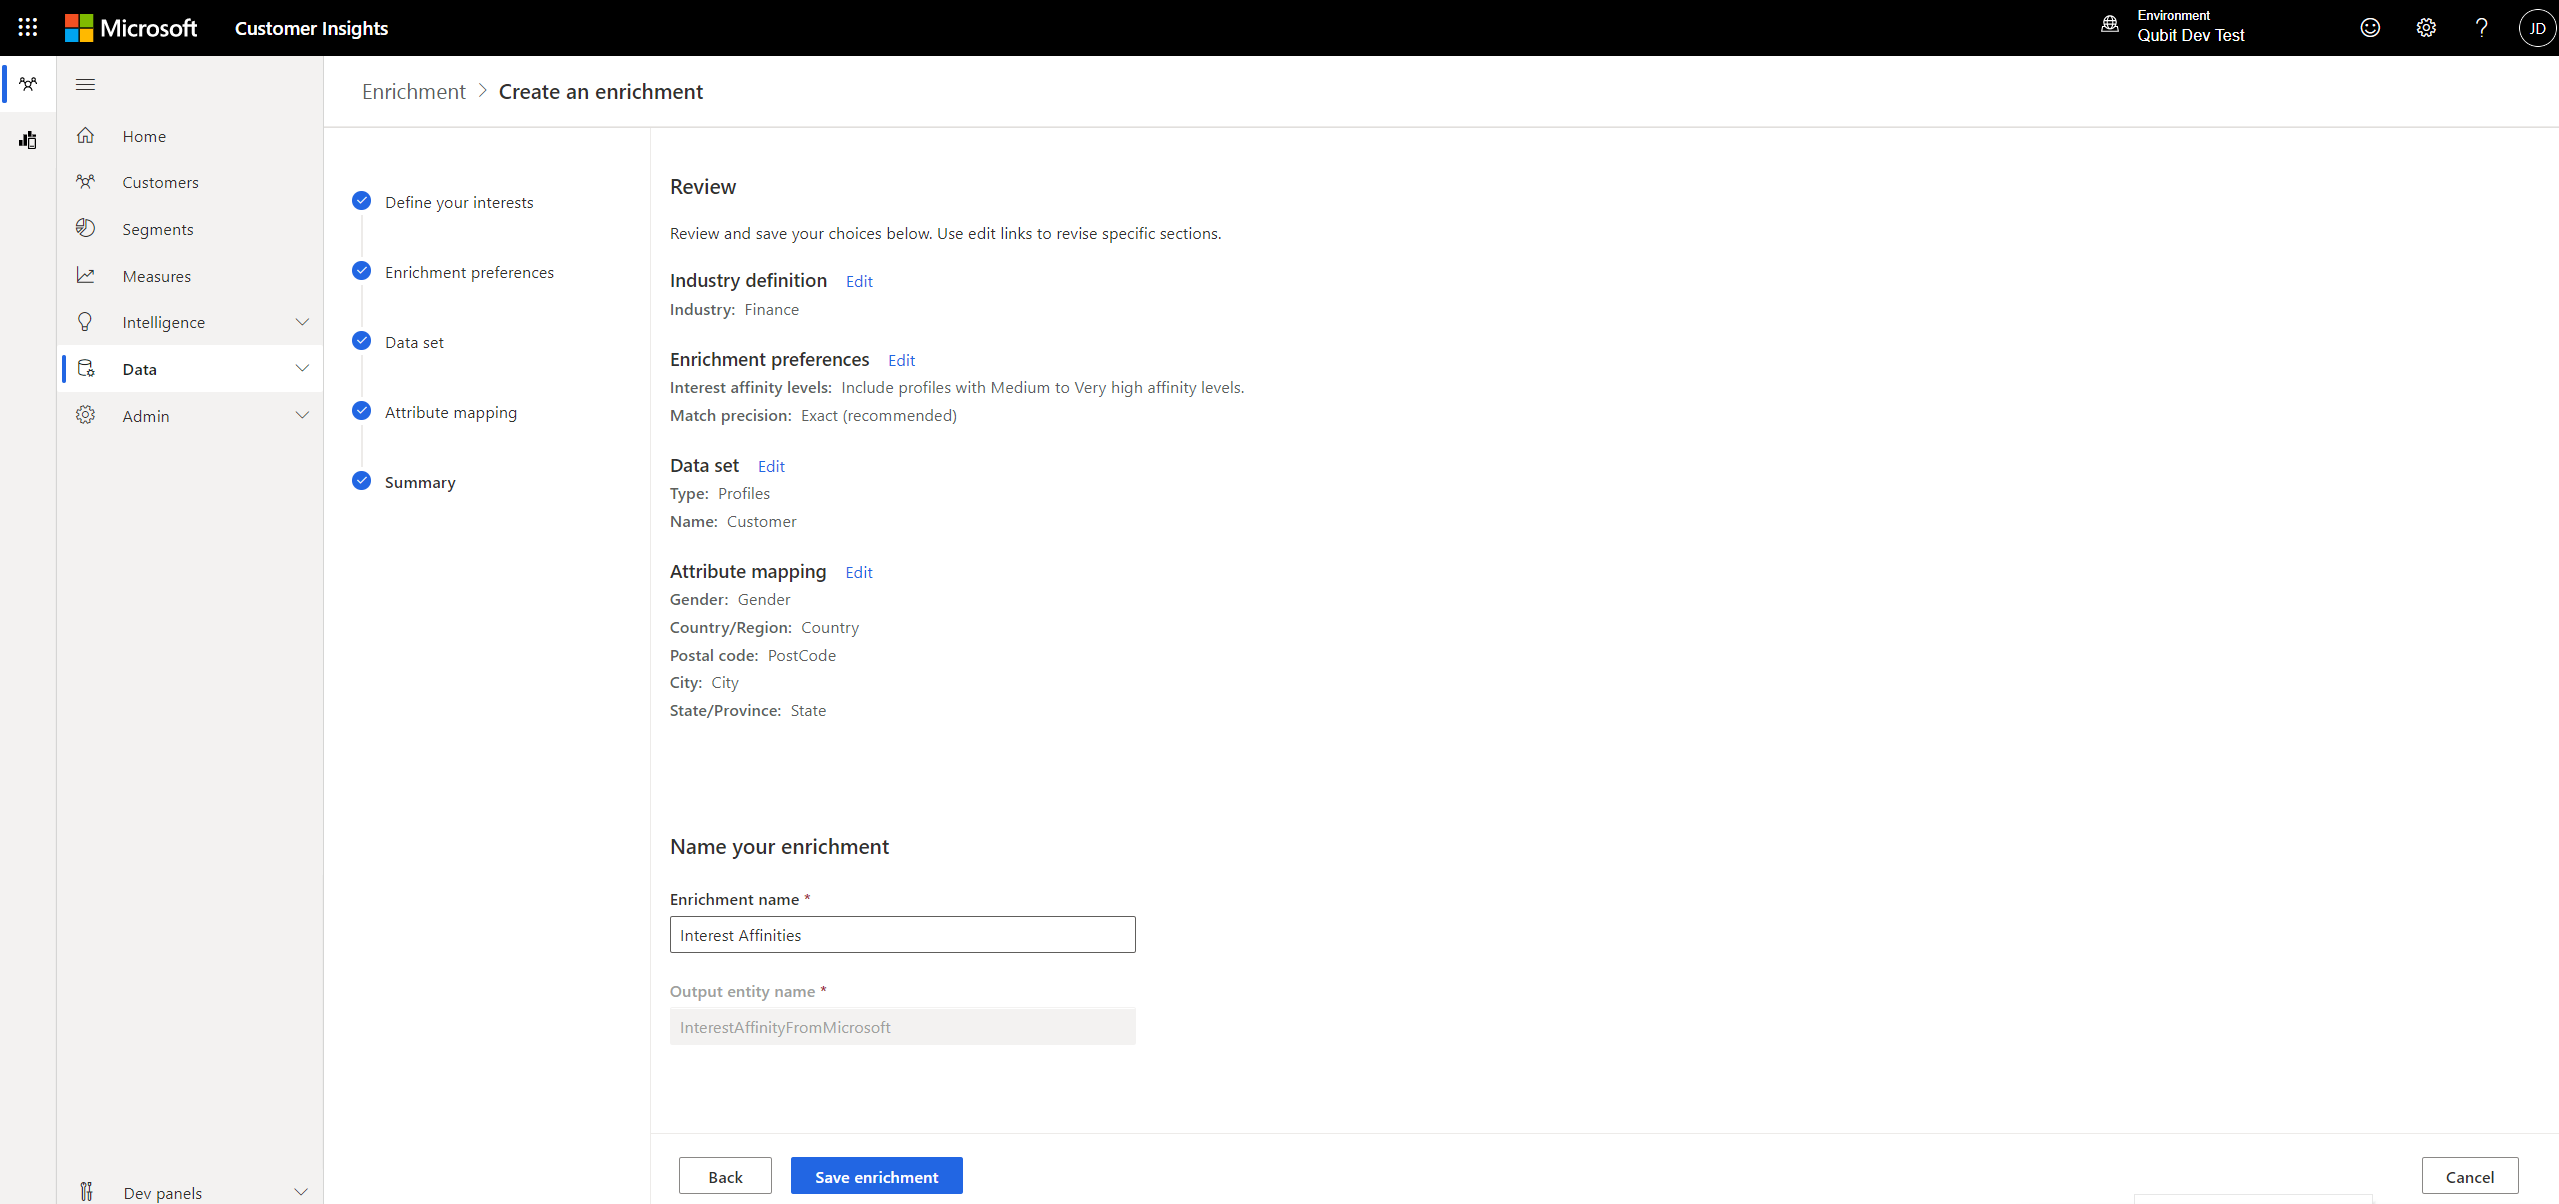 Microsoft
Customer Insights
Environment
Qubit Dev Test
?
JD
Home
Customers
Segments
Measures
Intelligence
Data
Admin
Dev panels
Enrichment > Create an enrichment
Define your interests
Enrichment preferences
Data set
Attribute mapping
Summary
Review
Review and save your choices below. Use edit links to revise specific sections.
Industry definition Edit
Industry: Finance
Enrichment preferences Edit
Interest affinity levels: Include profiles with Medium to Very high affinity levels.
Match precision: Exact (recommended)
Data set Edit
Type: Profiles
Name: Customer
Attribute mapping Edit
Gender: Gender
Country/Region: Country
Postal code: PostCode
City: City
State/Province: State
Name your enrichment
Enrichment name *
Interest Affinities
Output entity name *
InterestAffinityFromMicrosoft
Back
Save enrichment
Cancel